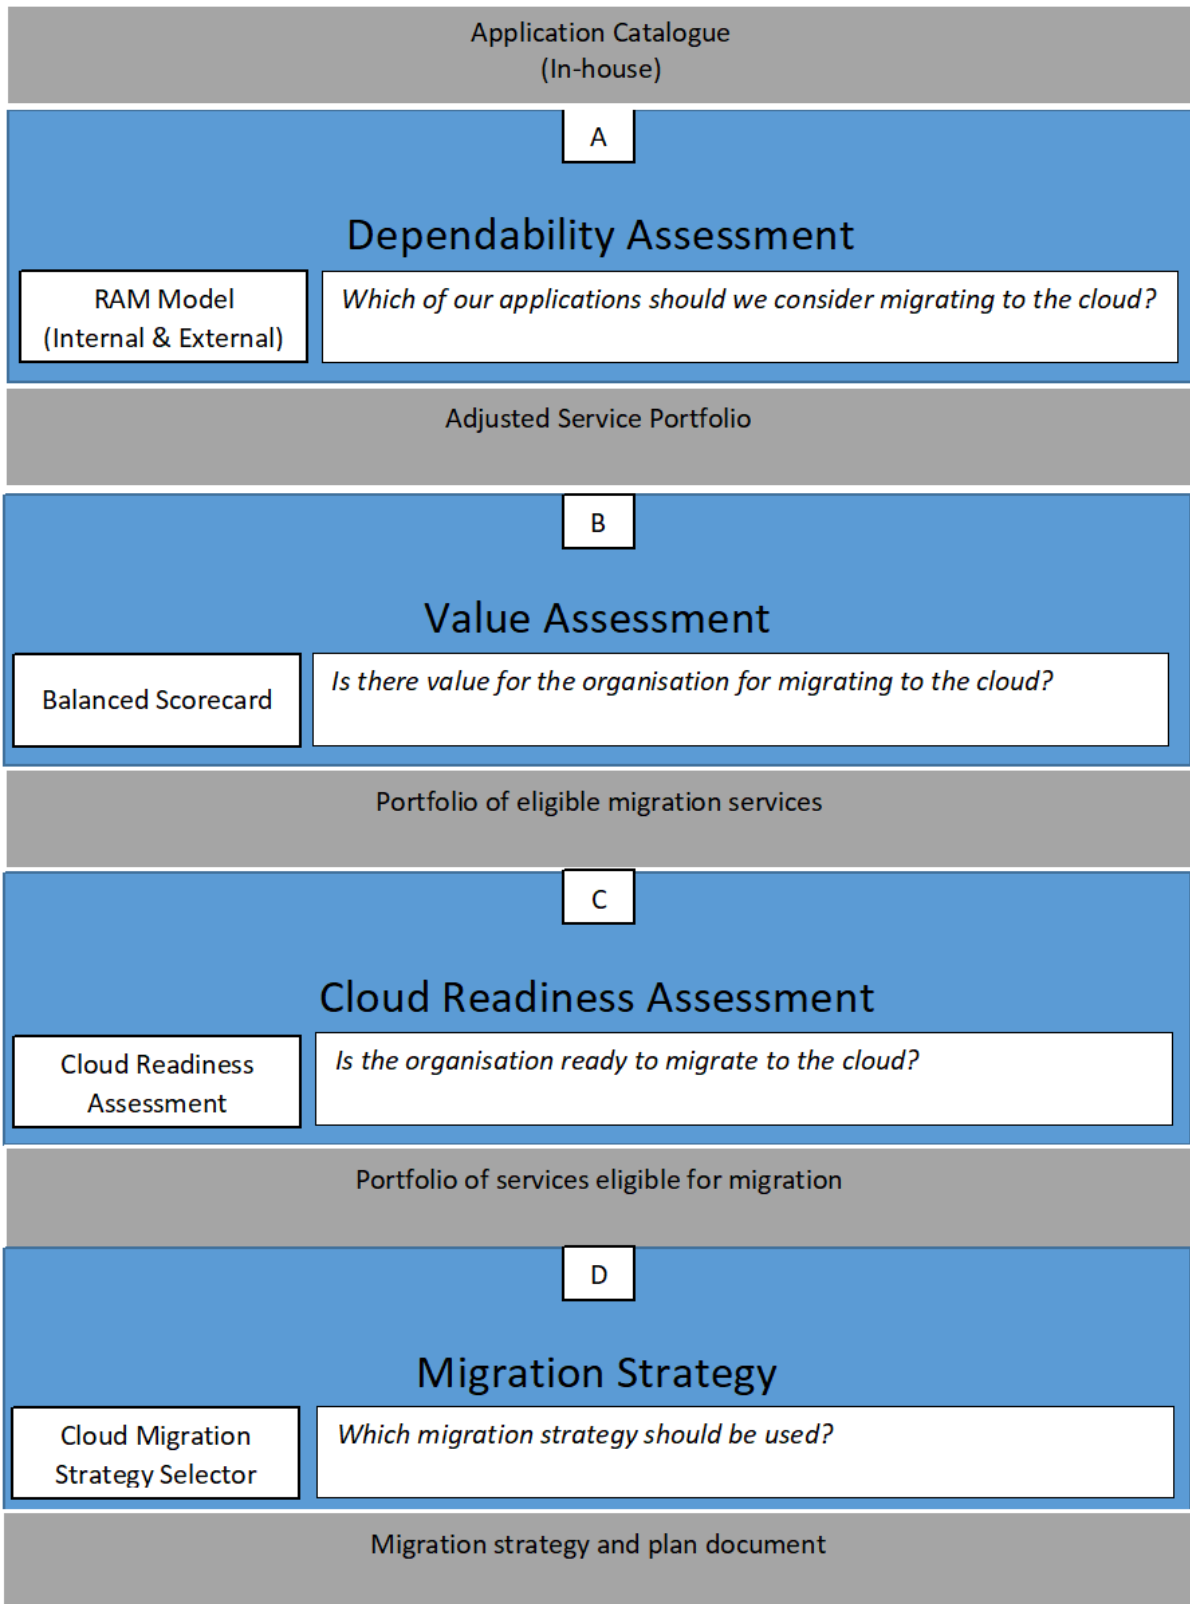 Application Catalogue
(In-house)
A
Dependability Assessment
RAM Model
(Internal & External)
Which of our applications should we consider migrating to the cloud?
Adjusted Service Portfolio
B
Value Assessment
Balanced Scorecard
Is there value for the organisation for migrating to the cloud?
Portfolio of eligible migration services
C
Cloud Readiness Assessment
Cloud Readiness
Assessment
Is the organisation ready to migrate to the cloud?
Portfolio of services eligible for migration
D
Migration Strategy
Cloud Migration
Strategy Selector
Which migration strategy should be used?
Migration strategy and plan document